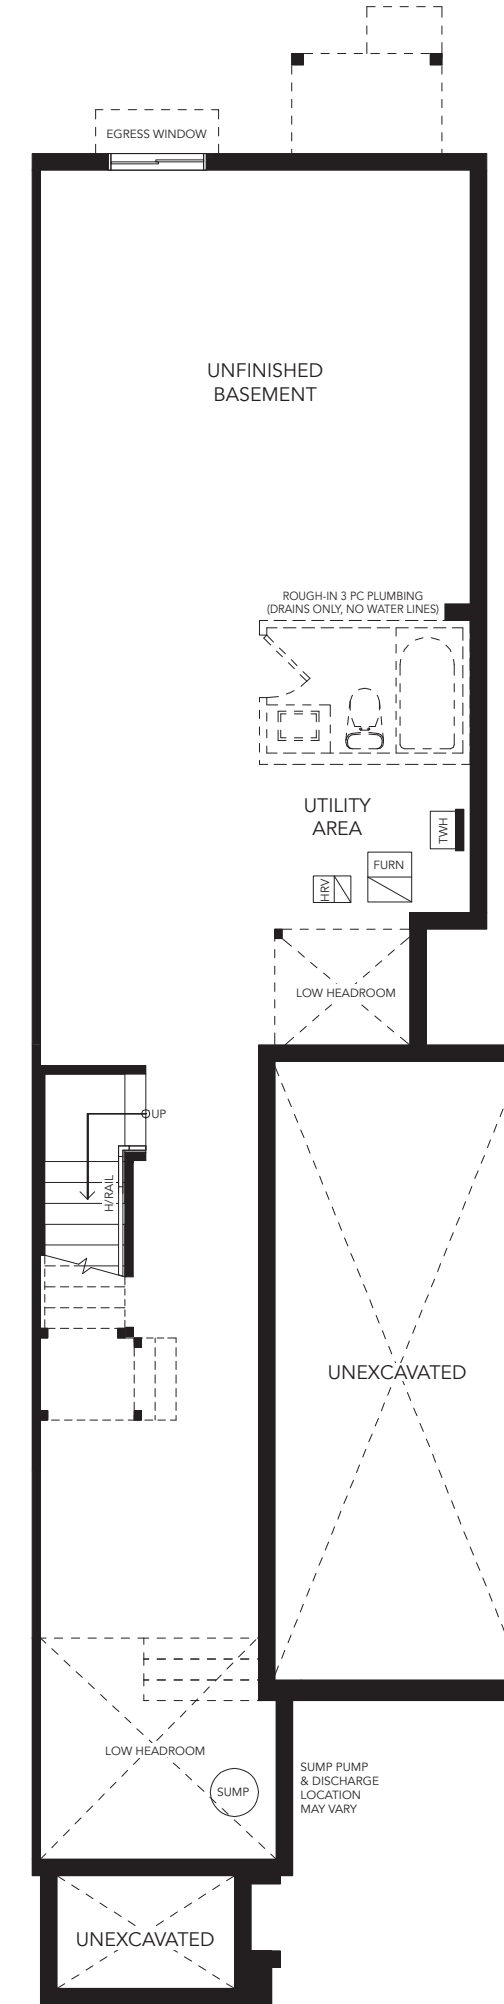 EGRESS WINDOW
UNFINISHED
BASEMENT
ROUGH-IN 3 PC PLUMBING
(DRAINS ONLY, NO WATER LINES)
UTILITY
AREA
TWH
FURN
HRV
LOW HEADROOM
UP
H/RAIL
UNEXCAVATED
LOW HEADROOM
SUMP
SUMP PUMP
& DISCHARGE
LOCATION
MAY VARY
UNEXCAVATED